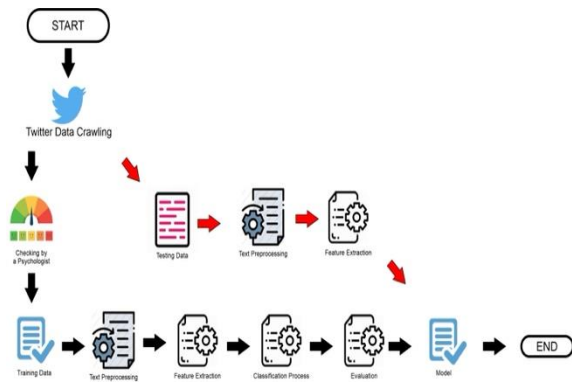 START
Twitter Data Crawling
Checking by
a Psychologist
Testing Data
Text Preprocessing
Feature Extraction
Training Data
Text Preprocessing
Feature Extraction
Classification Process
Evaluation
Model
END